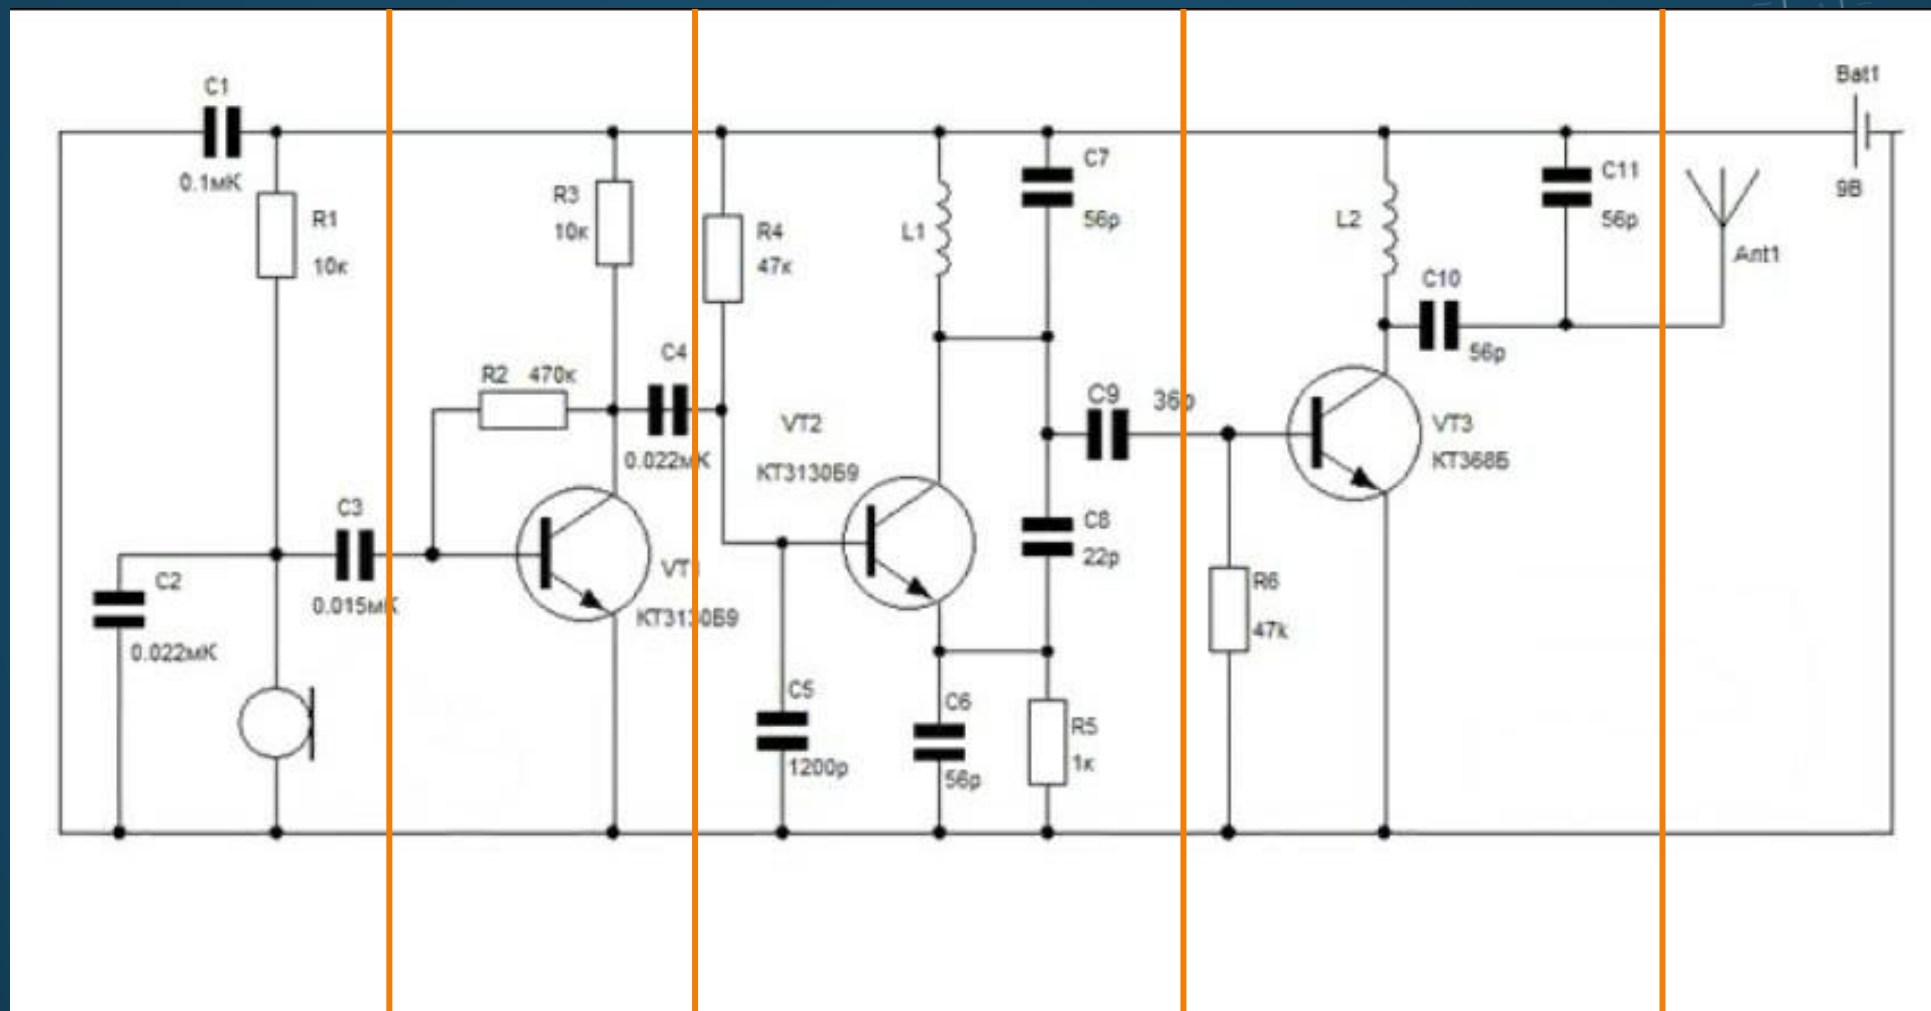 C1
0.1мК
R1
10к
C2
0.022мК
C3
0.015мК
R2 470к
R3
10к
C4
0.022мК
VT1
КТ3130Б9
R4
47к
VT2
КТ3130Б9
C5
1200р
L1
C7
56р
C9 36р
C8
22р
C6
56р
R5
1к
R6
47k
L2
VT3
КТ368Б
C10
56р
C11
56р
Ant1
Bat1
9В